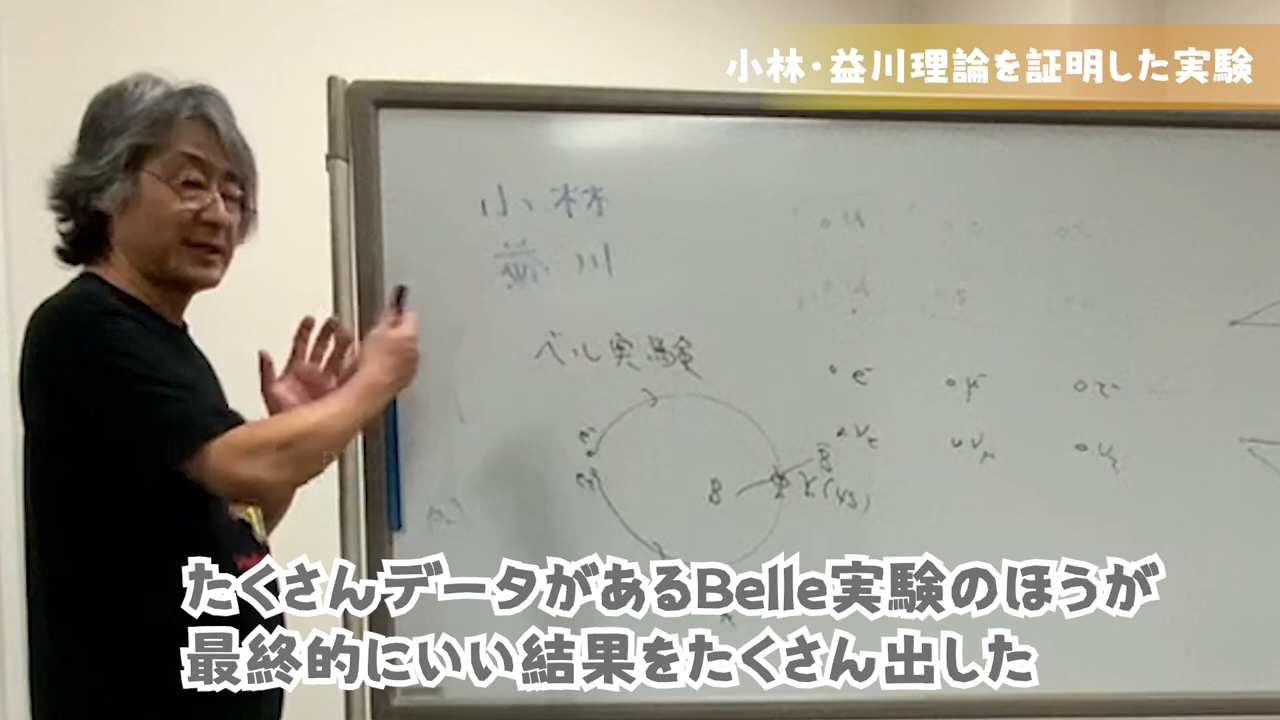 小林・益川理論を証明した実験
小林
益川
ベル実験
e⁻ μ⁻ τ⁻
νe νμ ντ
e⁻
e⁺
B̄
B Υ(4S)
たくさんデータがあるBelle実験のほうが
最終的にいい結果をたくさん出した